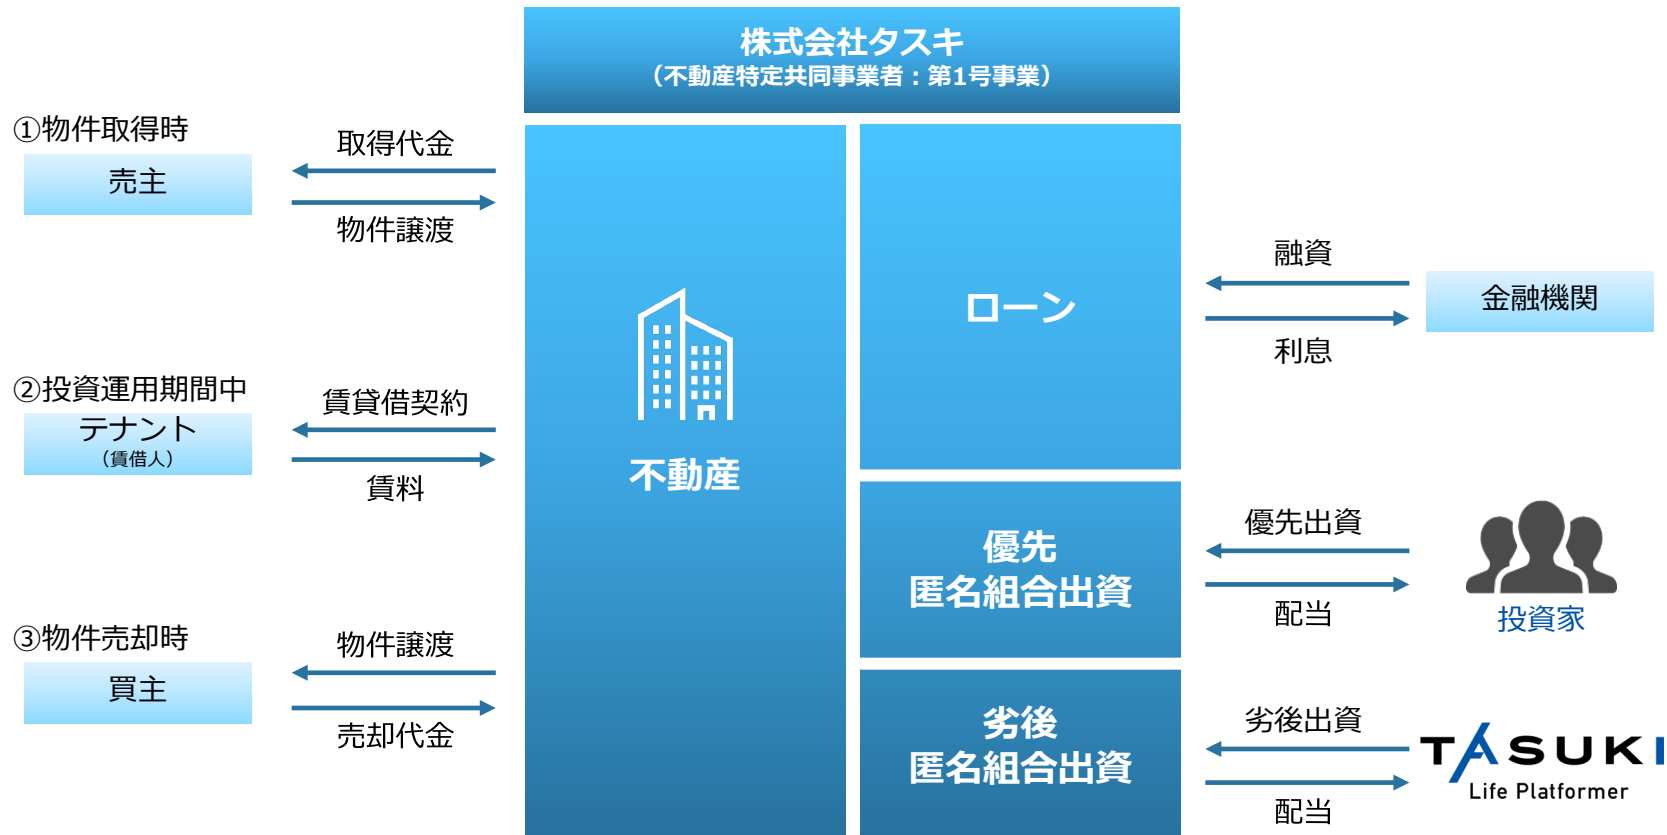 株式会社タスキ
（不動産特定共同事業者：第1号事業）
①物件取得時
売主
取得代金
物件譲渡
②投資運用期間中
テナント
（賃借人）
賃貸借契約
賃料
③物件売却時
買主
物件譲渡
売却代金
不動産
ローン
優先
匿名組合出資
劣後
匿名組合出資
融資
利息
金融機関
優先出資
配当
投資家
劣後出資
配当
TASUKI
Life Platformer